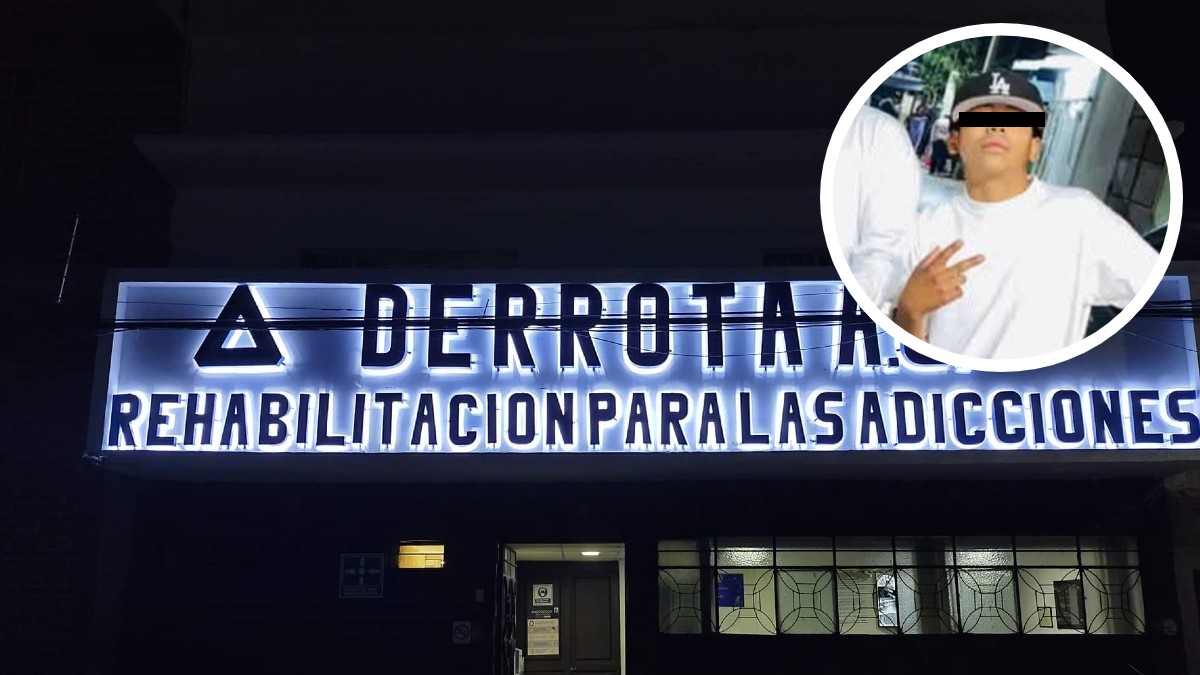 LA
DERROTA A.C.
REHABILITACION PARA LAS ADICCIONES